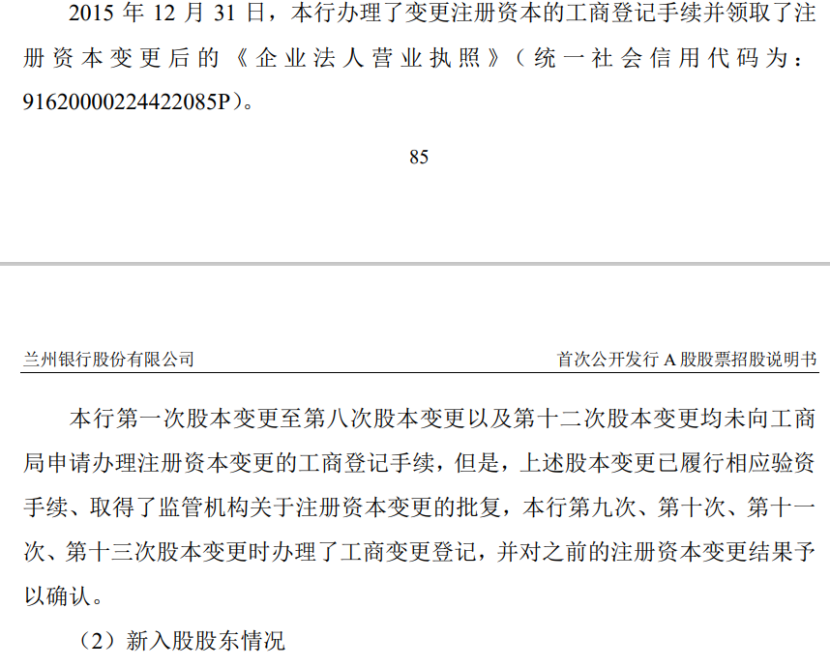 2015 年 12 月 31 日，本行办理了变更注册资本的工商登记手续并领取了注
册资本变更后的《企业法人营业执照》（统一社会信用代码为：
91620000224422085P）。
85
兰州银行股份有限公司 首次公开发行 A 股股票招股说明书
本行第一次股本变更至第八次股本变更以及第十二次股本变更均未向工商
局申请办理注册资本变更的工商登记手续，但是，上述股本变更已履行相应验资
手续、取得了监管机构关于注册资本变更的批复，本行第九次、第十次、第十一
次、第十三次股本变更时办理了工商变更登记，并对之前的注册资本变更结果予
以确认。
（2）新入股股东情况